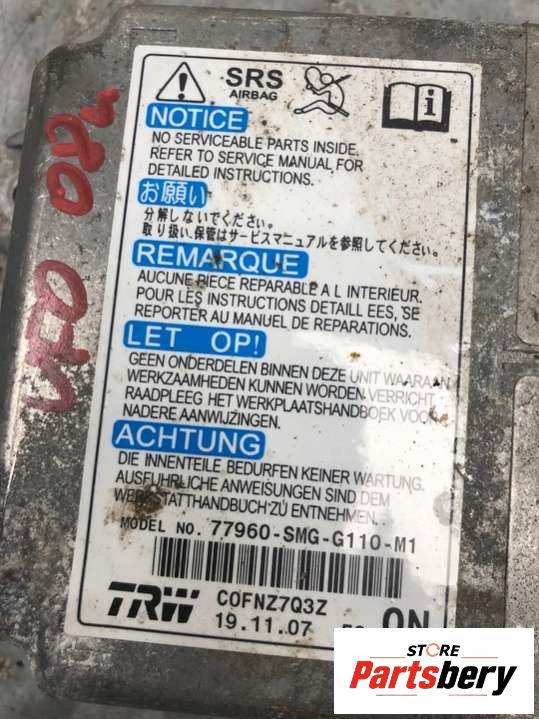 SRS
AIRBAG
NOTICE
NO SERVICEABLE PARTS INSIDE.
REFER TO SERVICE MANUAL FOR
DETAILED INSTRUCTIONS.
お願い
分解しないでください。
取り扱い、保管はサービスマニュアルを参照してください。
REMARQUE
AUCUNE PIECE REPARABLE A L INTERIEUR.
POUR LES INSTRUCTIONS DETAILL EES, SE
REPORTER AU MANUEL DE REPARATIONS.
LET OP!
GEEN ONDERDELEN BINNEN DEZE UNIT WAARAAN
WERKZAAMHEDEN KUNNEN WORDEN VERRICHT.
RAADPLEEG HET WERKPLAATSHANDBOEK VOOR
NADERE AANWIJZINGEN.
ACHTUNG
DIE INNENTEILE BEDURFEN KEINER WARTUNG.
AUSFUHRLICHE ANWEISUNGEN SIND DEM
WERKSTATTHANDBUCH ZU ENTNEHMEN.
MODEL NO. 77960-SMG-G110-M1
TRW
C0FNZ7Q3Z
19.11.07
ON
UFO
STORE
Partsbery